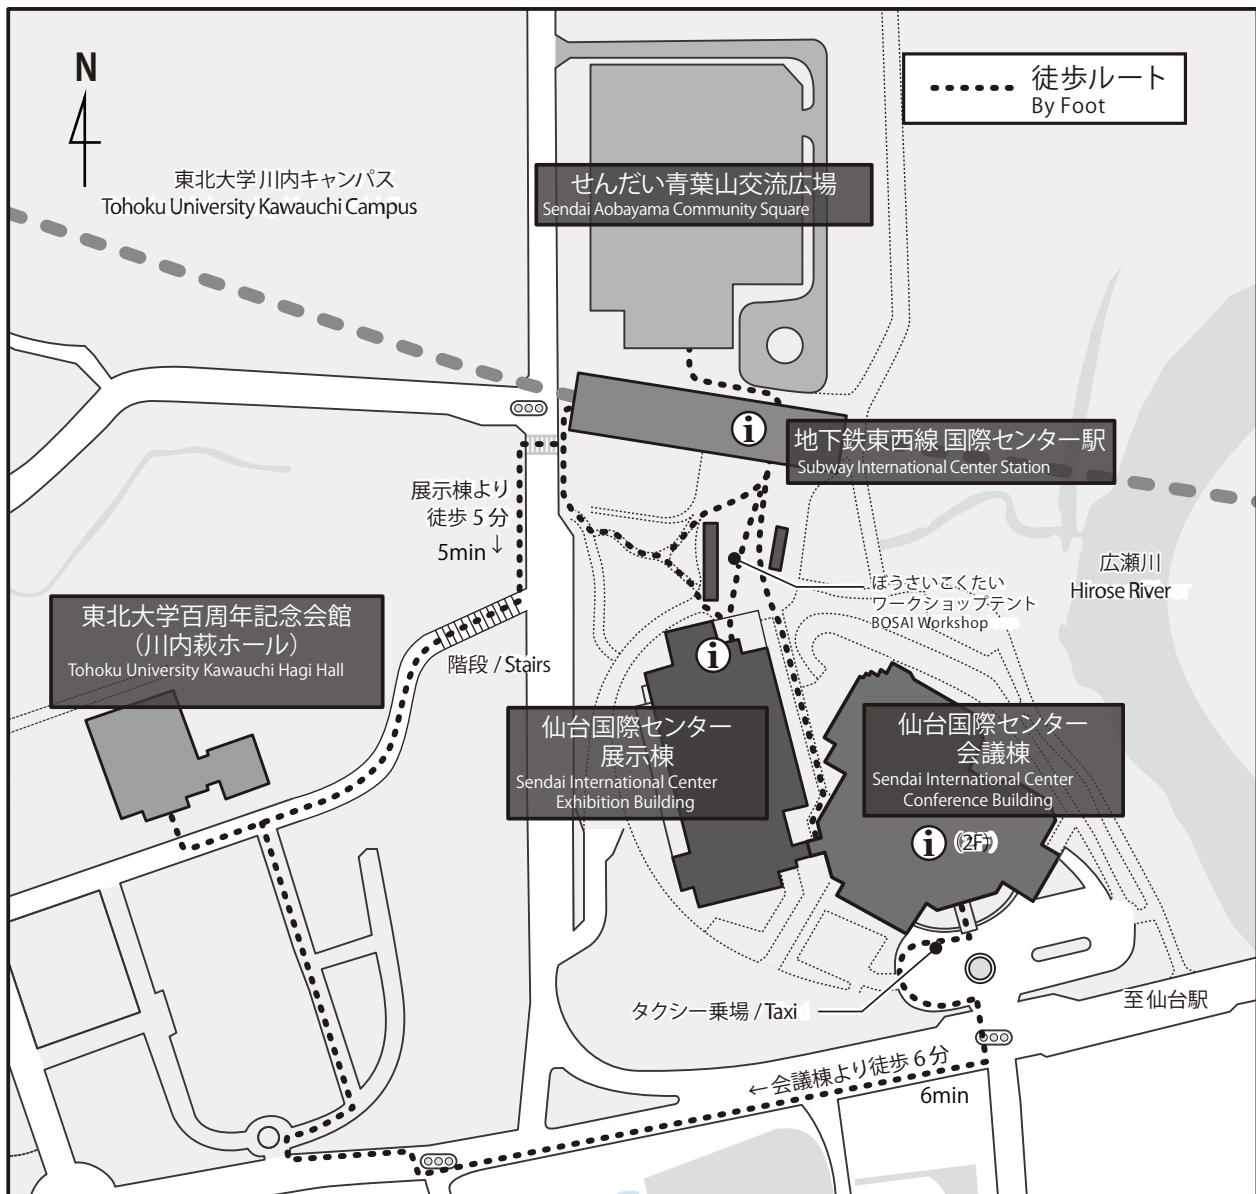 N
徒歩ルート
By Foot
東北大学川内キャンパス
Tohoku University Kawauchi Campus
せんだい青葉山交流広場
Sendai Aobayama Community Square
i
地下鉄東西線 国際センター駅
Subway International Center Station
展示棟より
徒歩 5 分
5min ↓
ぼうさいこくたい
ワークショップテント
BOSAI Workshop
広瀬川
Hirose River
東北大学百周年記念会館
（川内萩ホール）
Tohoku University Kawauchi Hagi Hall
階段 / Stairs
i
仙台国際センター
展示棟
Sendai International Center
Exhibition Building
仙台国際センター
会議棟
Sendai International Center
Conference Building
i (2F)
タクシー乗場 / Taxi
至仙台駅
← 会議棟より徒歩 6 分
6min